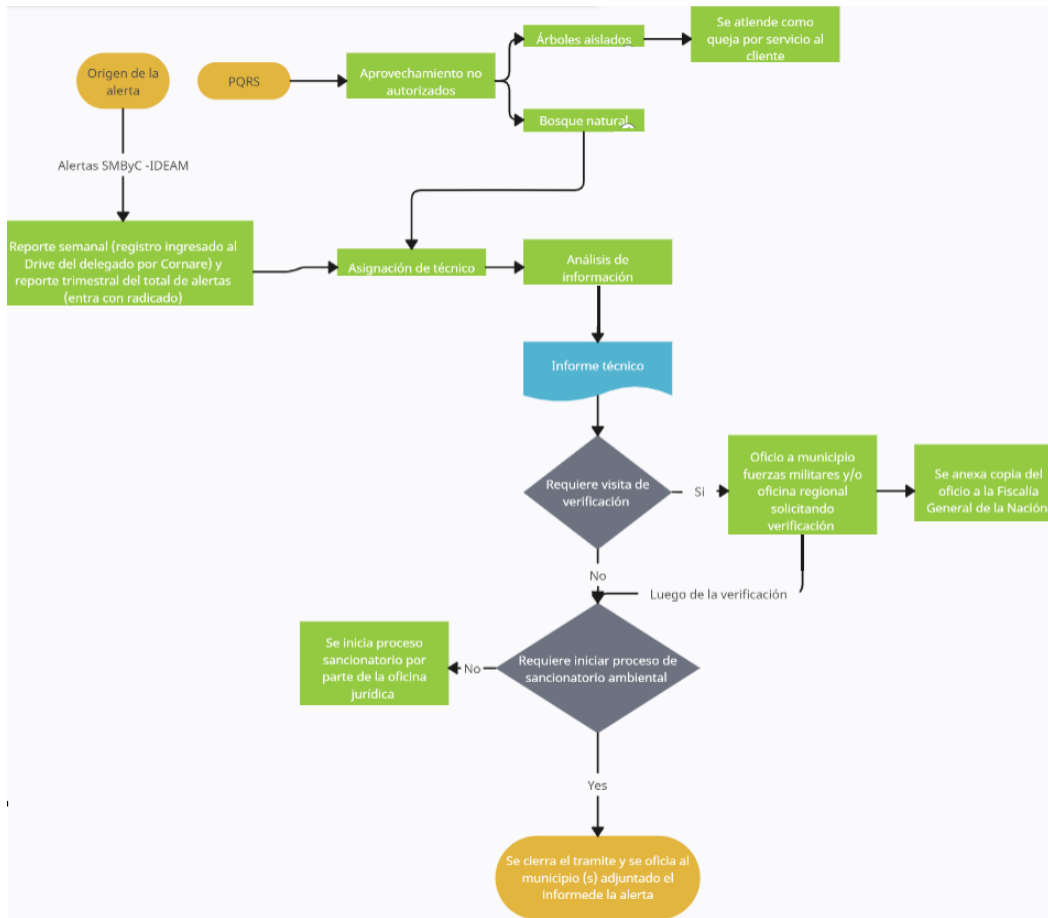 Árboles aislados
Se atiende como
queja por servicio al
cliente
Origen de la
alerta
PQRS
Aprovechamiento no
autorizados
Bosque natural
Alertas SMByC -IDEAM
Reporte semanal (registro ingresado al
Drive del delegado por Cornare) y
reporte trimestral del total de alertas
(entra con radicado)
Asignación de técnico
Análisis de
información
Informe técnico
Requiere visita de
verificación
Si
Oficio a municipio
fuerzas militares y/o
oficina regional
solicitando
verificación
Se anexa copia del
oficio a la Fiscalía
General de la Nación
No
Luego de la verificación
Se inicia proceso
sancionatorio por
parte de la oficina
jurídica
No
Requiere iniciar proceso de
sancionatorio ambiental
Yes
Se cierra el tramite y se oficia al
municipio (s) adjuntado el
informede la alerta